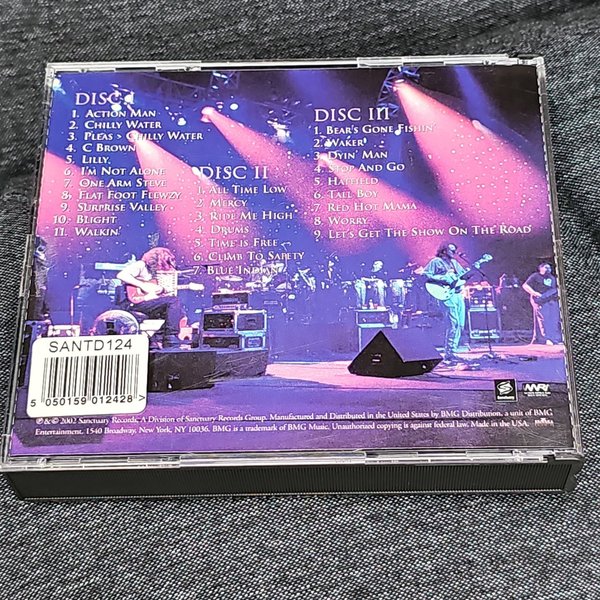 DISC I
1. ACTION MAN
2. CHILLY WATER
3. PLEAS > CHILLY WATER
4. C BROWN
5. LILLY
6. I'M NOT ALONE
7. ONE ARM STEVE
8. FLAT FOOT FLEWZY
9. SURPRISE VALLEY
10. BLIGHT
11. WALKIN'
DISC II
1. ALL TIME LOW
2. MERCY
3. RIDE ME HIGH
4. DRUMS
5. TIME IS FREE
6. CLIMB TO SAFETY
7. BLUE INDIAN
DISC III
1. BEAR'S GONE FISHIN'
2. WAKER
3. DYIN' MAN
4. STOP AND GO
5. HATFIELD
6. TALL BOY
7. RED HOT MAMA
8. WORRY
9. LET'S GET THE SHOW ON THE ROAD
SANTD124
5 050159 012428 >
Sanctuary
℗ & © 2002 Sanctuary Records, A Division of Sanctuary Records Group. Manufactured and Distributed in the United States by BMG Distribution, a unit of BMG
Entertainment, 1540 Broadway, New York, NY 10036. BMG is a trademark of BMG Music. Unauthorized copying is against federal law. Made in the USA.